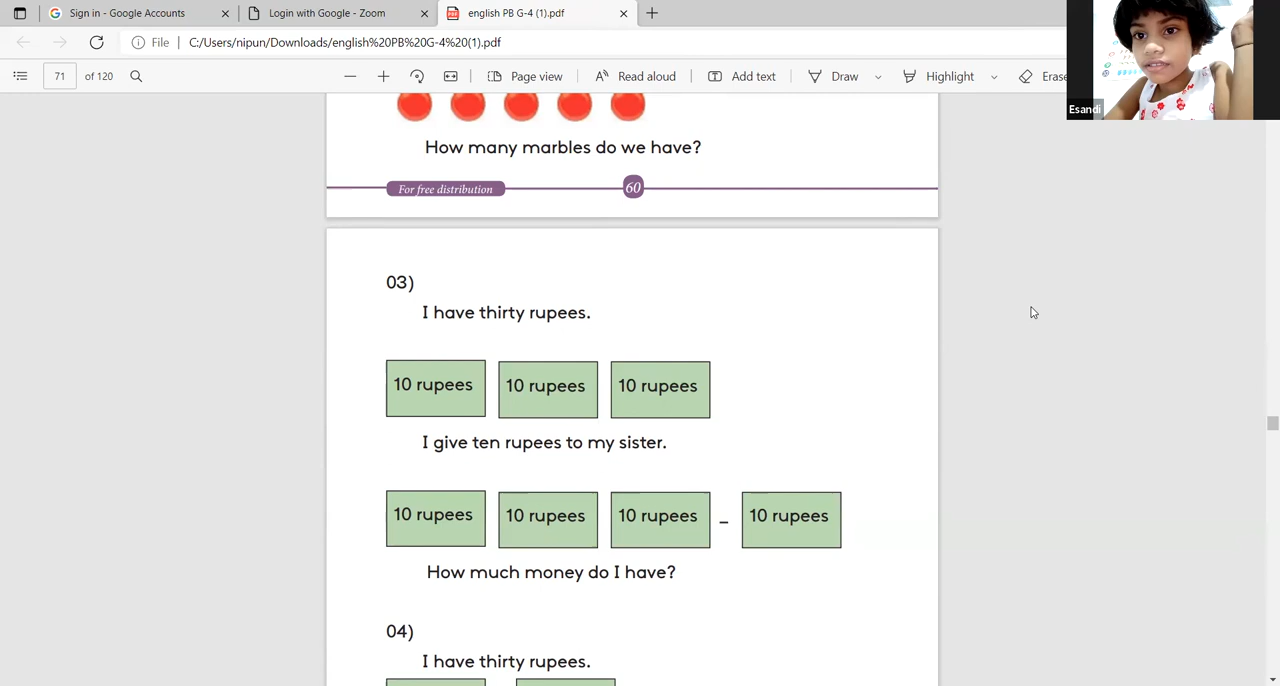 Sign in - Google Accounts
Login with Google - Zoom
english PB G-4 (1).pdf
File
C:/Users/nipun/Downloads/english%20PB%20G-4%20(1).pdf
71
of 120
Page view
Read aloud
Add text
Draw
Highlight
Erase
Esandi
How many marbles do we have?
For free distribution
60
03)
I have thirty rupees.
10 rupees 10 rupees 10 rupees
I give ten rupees to my sister.
10 rupees 10 rupees 10 rupees – 10 rupees
How much money do I have?
04)
I have thirty rupees.